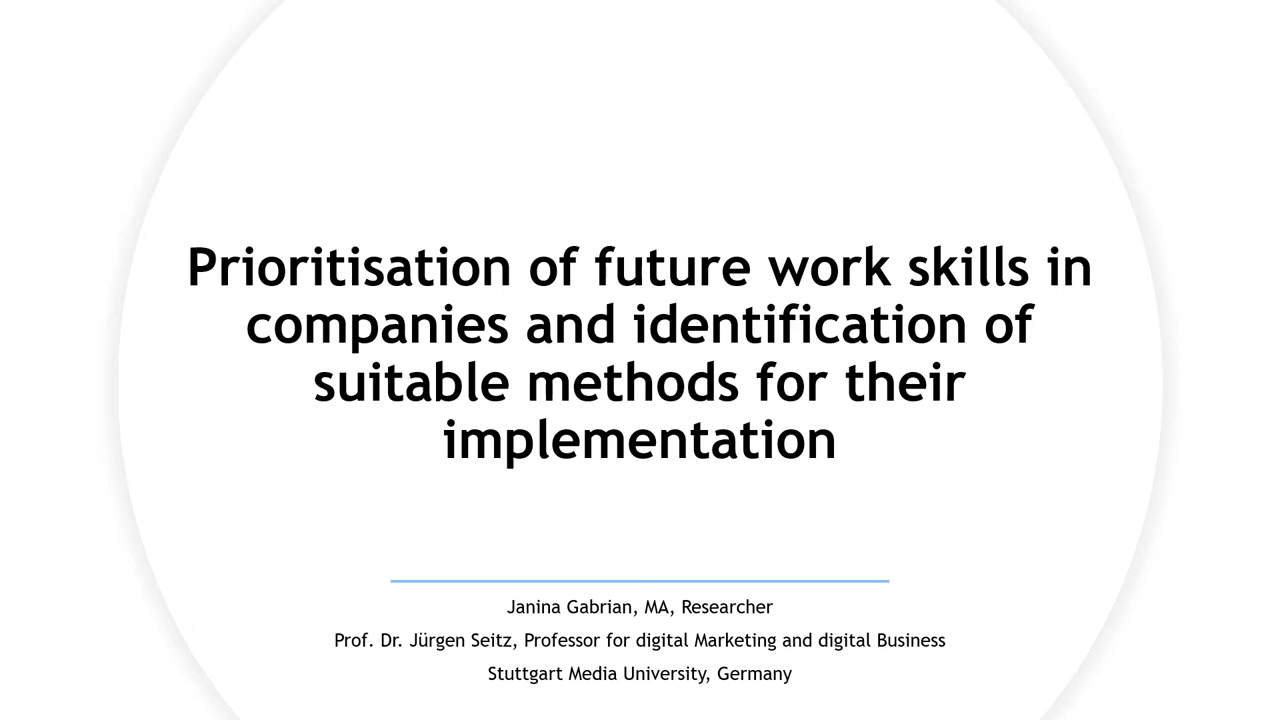 Prioritisation of future work skills in
companies and identification of
suitable methods for their
implementation
Janina Gabrian, MA, Researcher
Prof. Dr. Jürgen Seitz, Professor for digital Marketing and digital Business
Stuttgart Media University, Germany